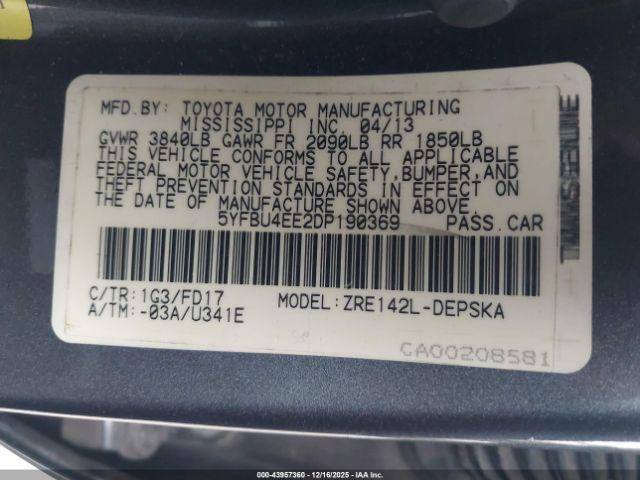 MFD.BY: TOYOTA MOTOR MANUFACTURING
MISSISSIPPI INC. 04/13
GVWR 3840LB GAWR FR 2090LB RR 1850LB
THIS VEHICLE CONFORMS TO ALL APPLICABLE
FEDERAL MOTOR VEHICLE SAFETY,BUMPER,AND
THEFT PREVENTION STANDARDS IN EFFECT ON
THE DATE OF MANUFACTURE SHOWN ABOVE.
5YFBU4EE2DP190369 PASS.CAR
C/TR:1G3/FD17 MODEL:ZRE142L-DEPSKA
A/TM:-03A/U341E
CA00208581
Stock: 43957360 - 12/16/2025 - IAAI.com